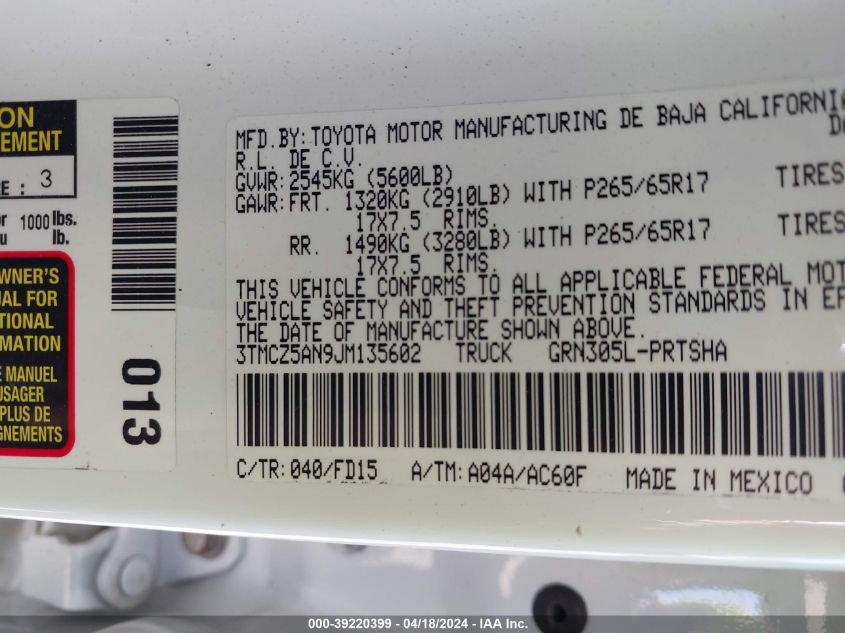 ON
EMENT
E : 3
or 1000 lbs.
u lb.
OWNER'S
UAL FOR
TIONAL
RMATION
E MANUEL
USAGER
PLUS DE
GNEMENTS
013
MFD.BY:TOYOTA MOTOR MANUFACTURING DE BAJA CALIFORNIA
R.L. DE C.V.
GVWR:2545KG (5600LB)
GAWR:FRT. 1320KG (2910LB) WITH P265/65R17 TIRES
17X7.5 RIMS.
RR. 1490KG (3280LB) WITH P265/65R17 TIRES
17X7.5 RIMS.
THIS VEHICLE CONFORMS TO ALL APPLICABLE FEDERAL MOT
VEHICLE SAFETY AND THEFT PREVENTION STANDARDS IN EF
THE DATE OF MANUFACTURE SHOWN ABOVE.
3TMCZ5AN9JM135602 TRUCK GRN305L-PRTSHA
C/TR:040/FD15 A/TM:A04A/AC60F MADE IN MEXICO
000-39220399 - 04/18/2024 - IAA Inc.